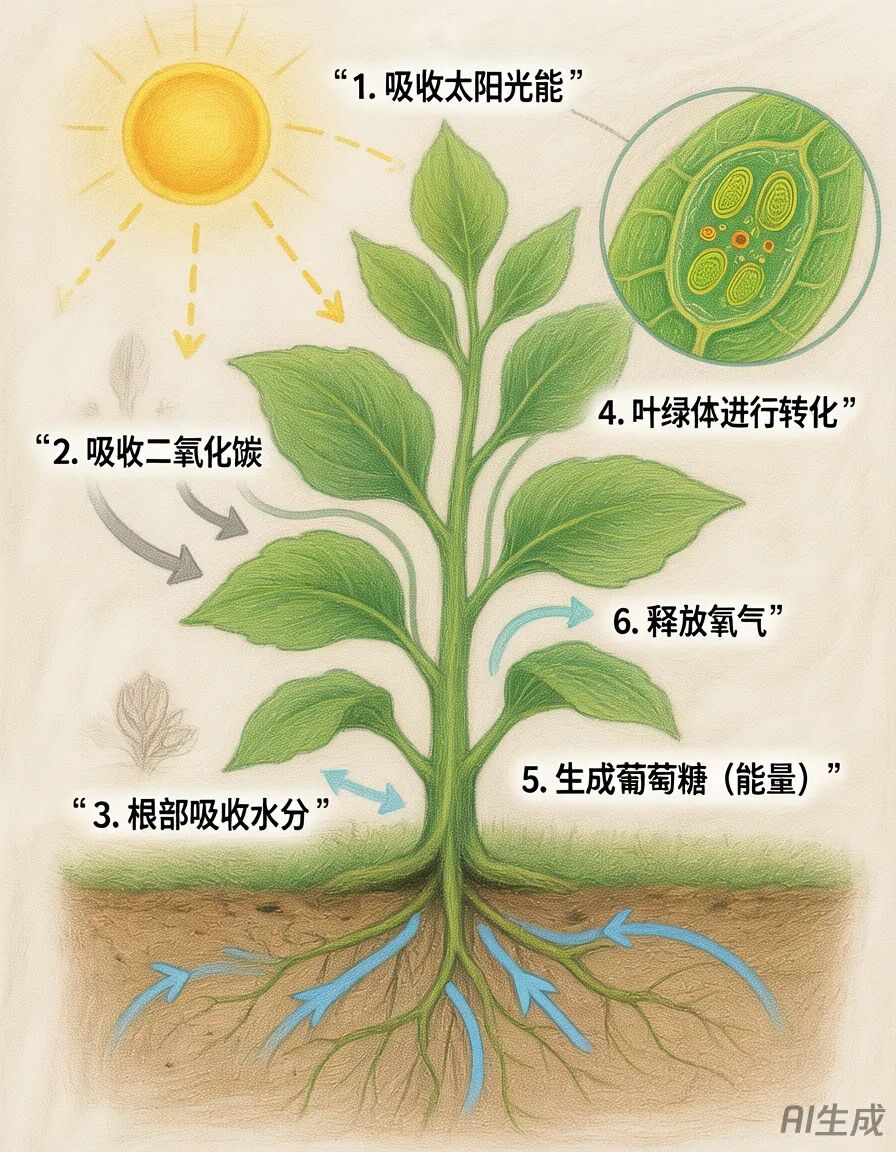 “1. 吸收太阳光能”
“2. 吸收二氧化碳
4. 叶绿体进行转化”
6. 释放氧气”
5. 生成葡萄糖（能量）”
“3. 根部吸收水分”
AI生成